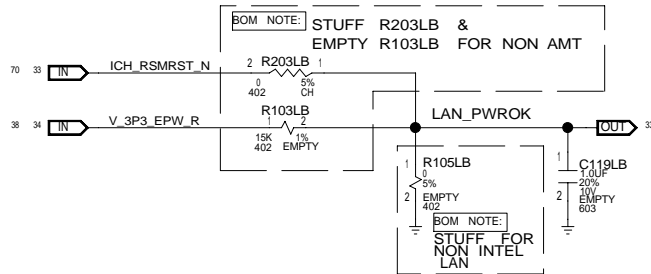 BOM NOTE: STUFF R203LB &
EMPTY R103LB FOR NON AMT
70 33 IN ICH_RSMRST_N 2 R203LB 1
0 5%
402 CH
38 34 IN V_3P3_EPW_R 1 R103LB 2 LAN_PWROK OUT 33
15K 1%
402 EMPTY
1 R105LB
0
5%
2 EMPTY
402
1 C119LB
1.0UF
20%
10V
2 EMPTY
603
BOM NOTE:
STUFF FOR
NON INTEL
LAN